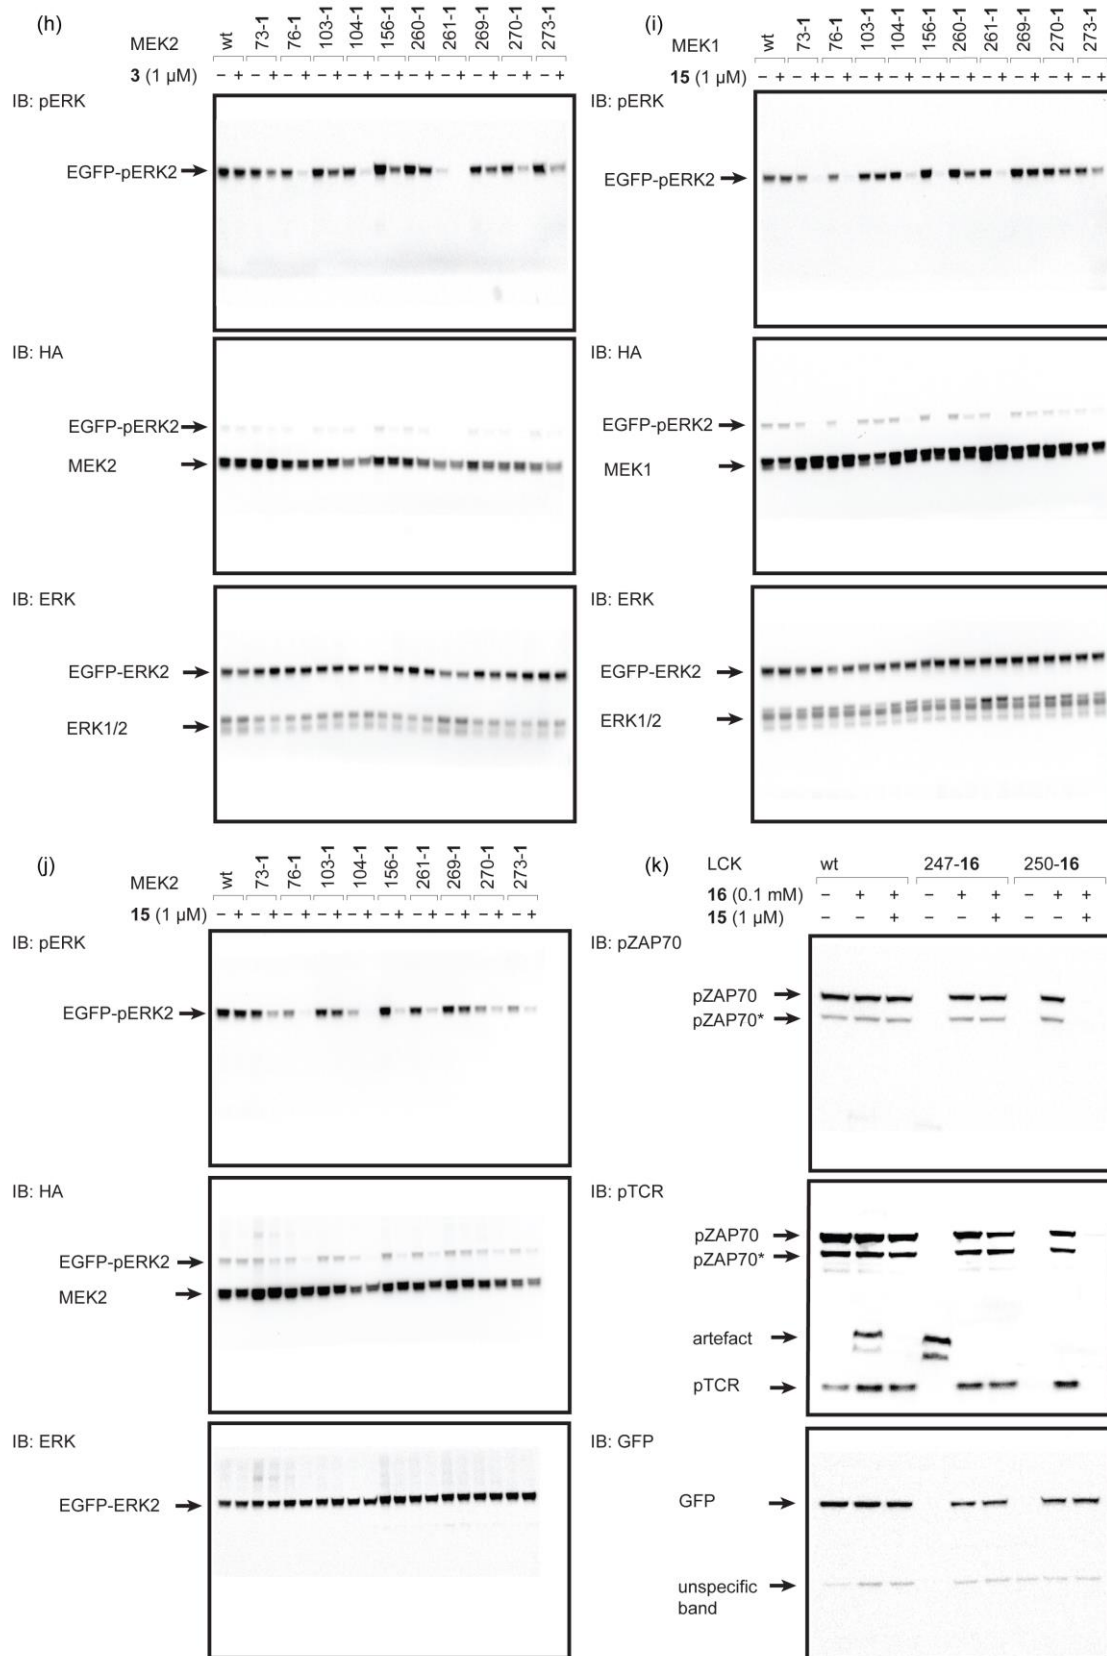 (h)
MEK2 wt 73-1 76-1 103-1 104-1 156-1 260-1 261-1 269-1 270-1 273-1
3 (1 µM) – + – + – + – + – + – + – + – + – + – + – +
IB: pERK
EGFP-pERK2
IB: HA
EGFP-pERK2
MEK2
IB: ERK
EGFP-ERK2
ERK1/2
(i)
MEK1 wt 73-1 76-1 103-1 104-1 156-1 260-1 261-1 269-1 270-1 273-1
15 (1 µM) – + – + – + – + – + – + – + – + – + – + – +
IB: pERK
EGFP-pERK2
IB: HA
EGFP-pERK2
MEK1
IB: ERK
EGFP-ERK2
ERK1/2
(j)
MEK2 wt 73-1 76-1 103-1 104-1 156-1 261-1 269-1 270-1 273-1
15 (1 µM) – + – + – + – + – + – + – + – + – + – +
IB: pERK
EGFP-pERK2
IB: HA
EGFP-pERK2
MEK2
IB: ERK
EGFP-ERK2
(k)
LCK wt 247-16 250-16
16 (0.1 mM) – + + – + + – + +
15 (1 µM) – – + – – + – – +
IB: pZAP70
pZAP70
pZAP70*
IB: pTCR
pZAP70
pZAP70*
artefact
pTCR
IB: GFP
GFP
unspecific
band